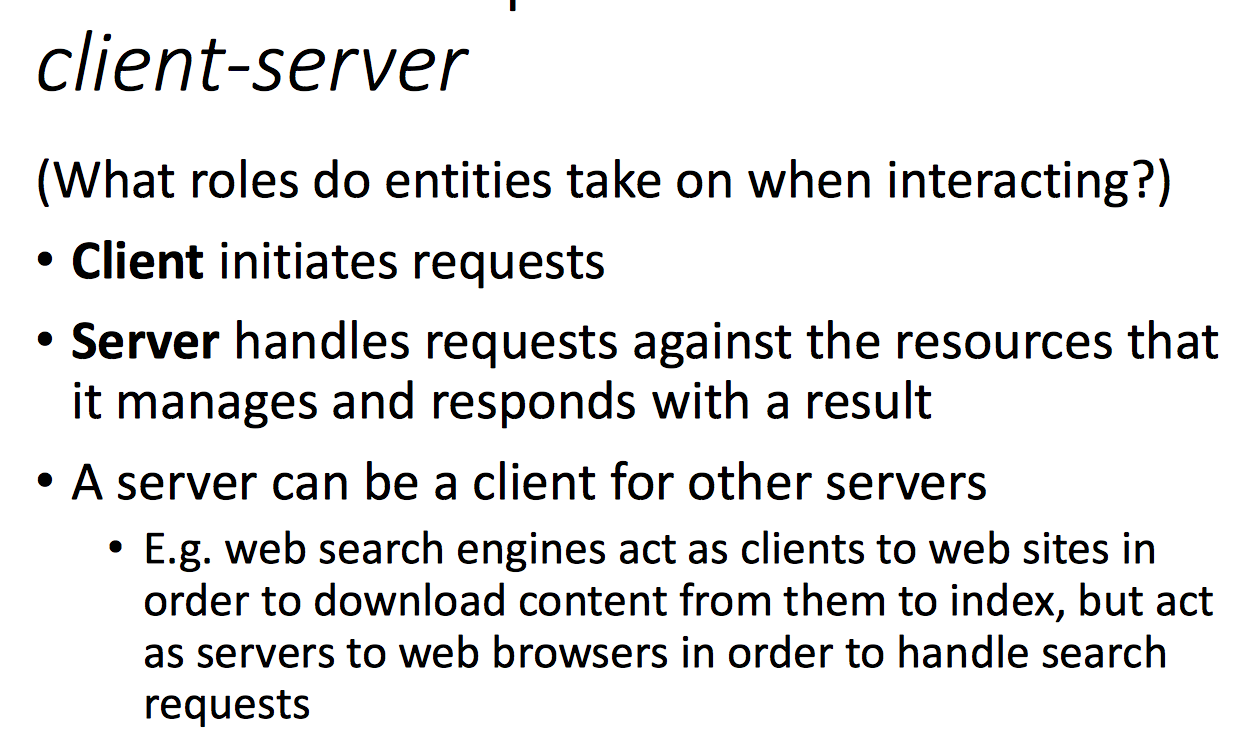 client-server
(What roles do entities take on when interacting?)
• Client initiates requests
• Server handles requests against the resources that
it manages and responds with a result
• A server can be a client for other servers
• E.g. web search engines act as clients to web sites in
order to download content from them to index, but act
as servers to web browsers in order to handle search
requests